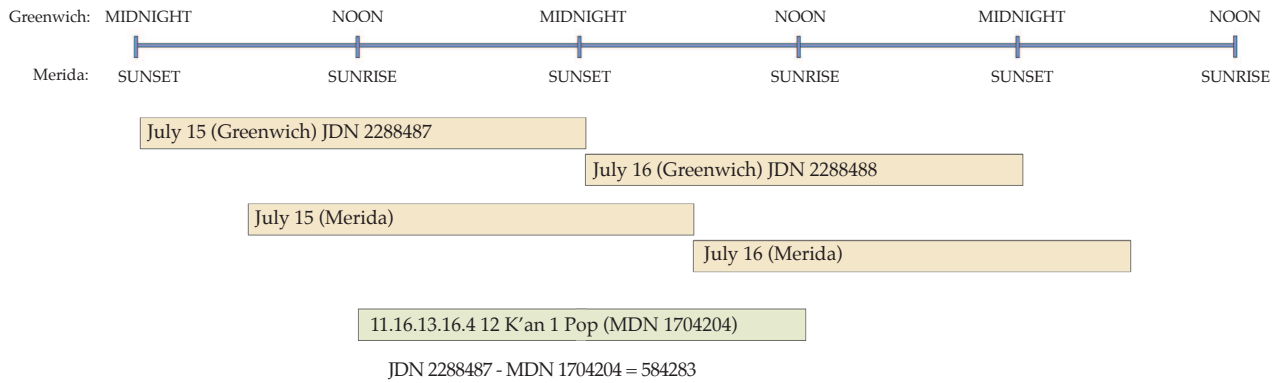 Greenwich: MIDNIGHT NOON MIDNIGHT NOON MIDNIGHT NOON
Merida: SUNSET SUNRISE SUNSET SUNRISE SUNSET SUNRISE
July 15 (Greenwich) JDN 2288487
July 16 (Greenwich) JDN 2288488
July 15 (Merida)
July 16 (Merida)
11.16.13.16.4 12 K'an 1 Pop (MDN 1704204)
JDN 2288487 - MDN 1704204 = 584283